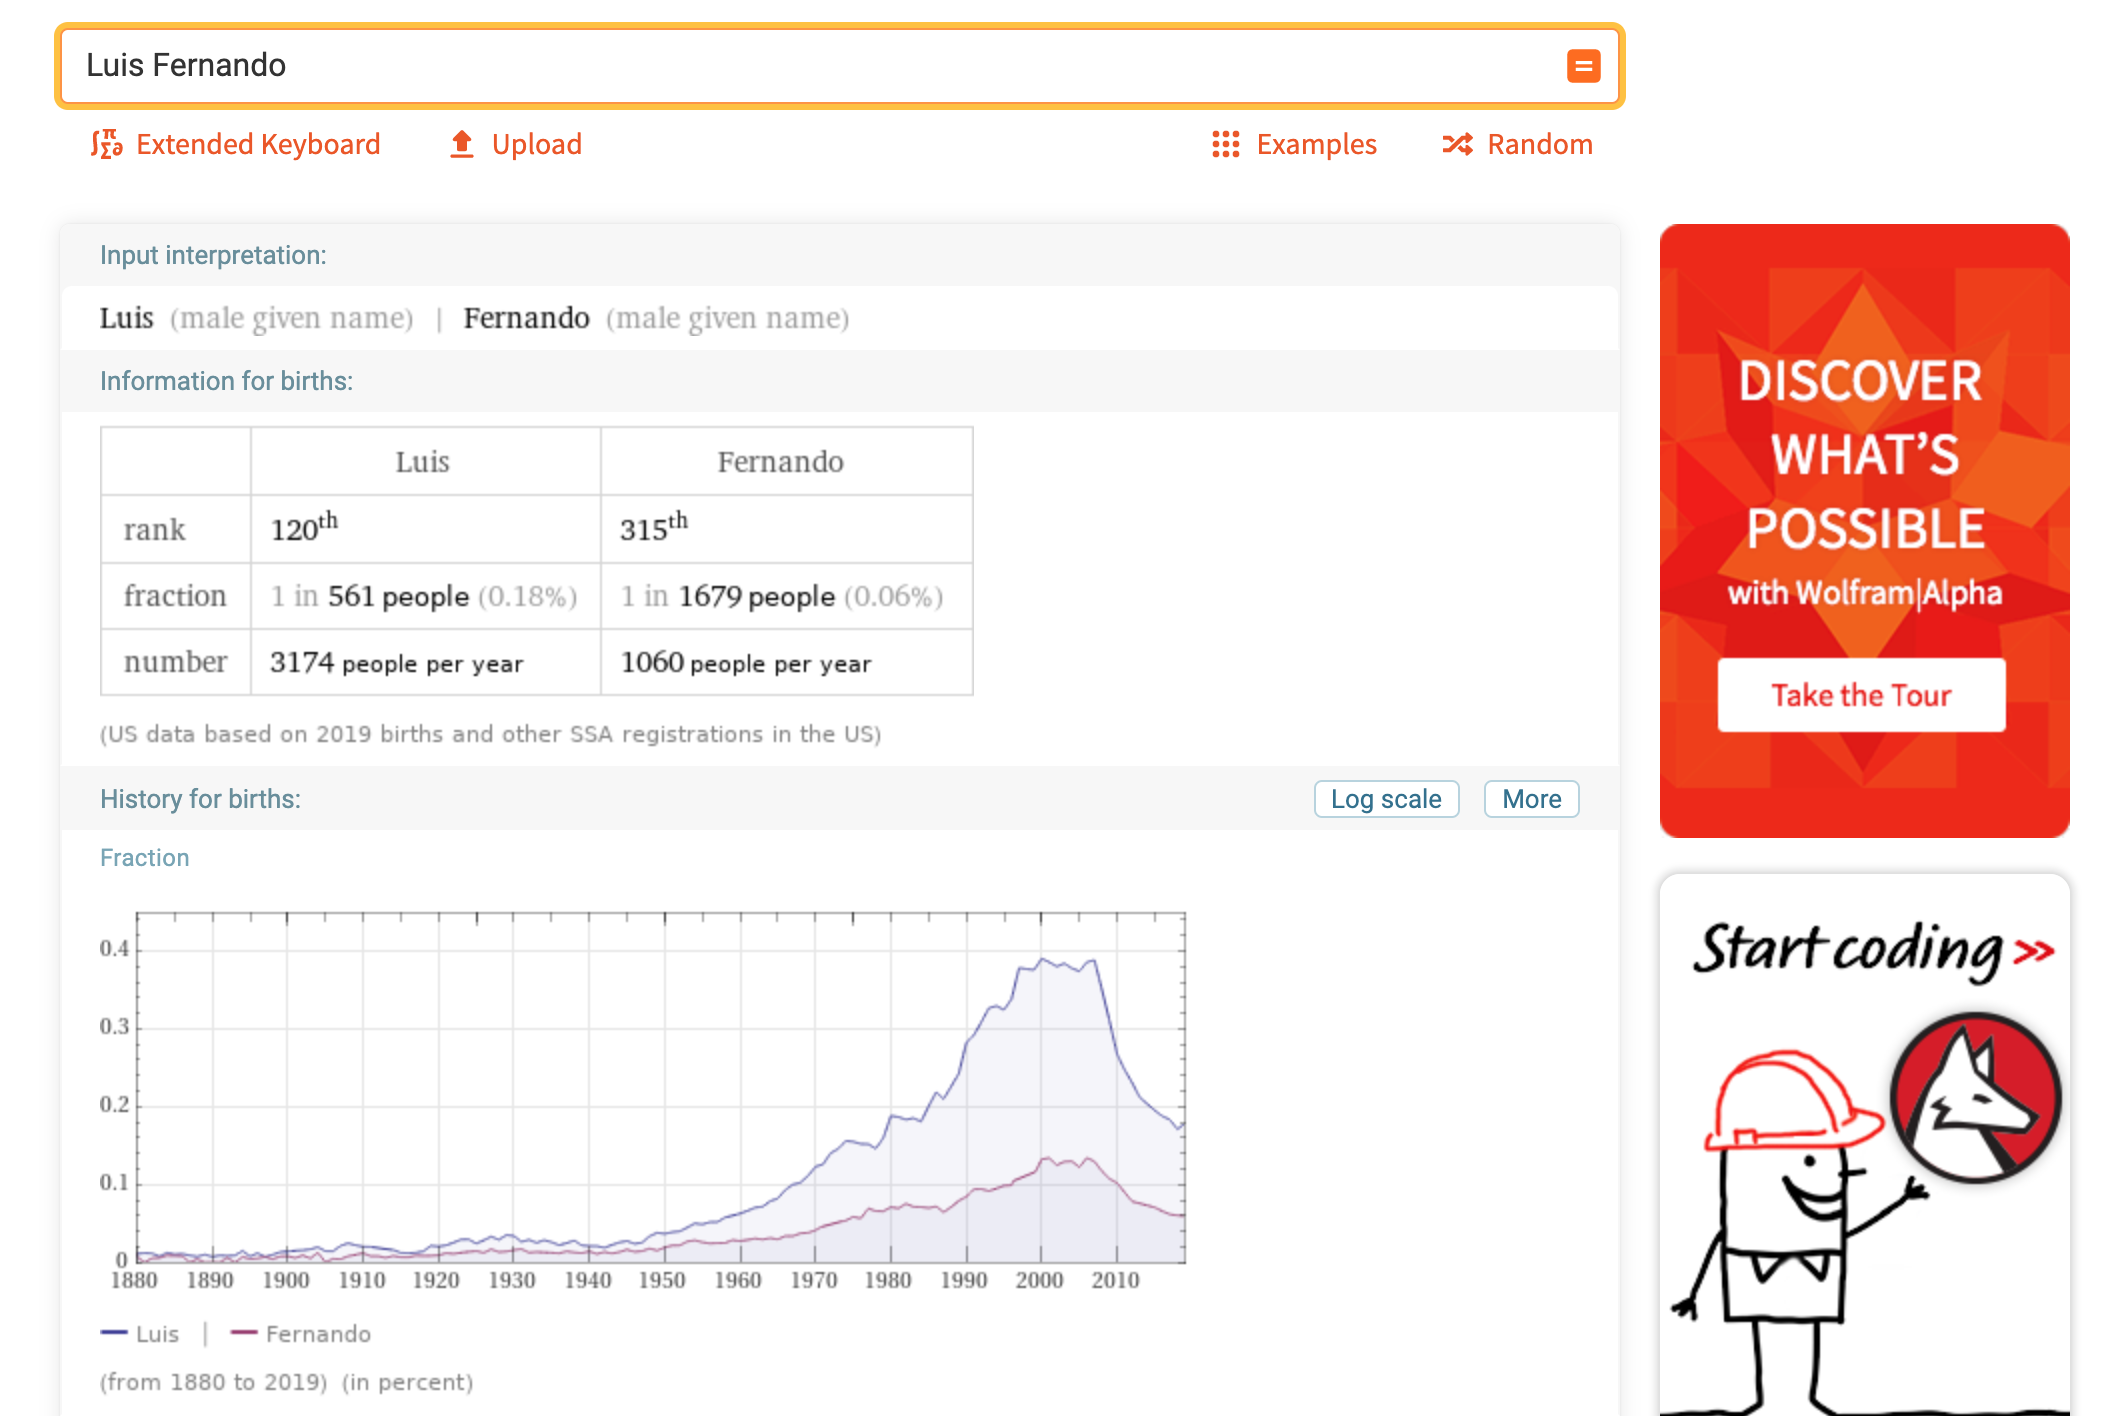 Luis Fernando
Extended Keyboard Upload Examples Random
Input interpretation:
Luis (male given name) | Fernando (male given name)
Information for births:
Luis Fernando
rank 120th 315th
fraction 1 in 561 people (0.18%) 1 in 1679 people (0.06%)
number 3174 people per year 1060 people per year
(US data based on 2019 births and other SSA registrations in the US)
History for births: Log scale More
Fraction
0.4
0.3
0.2
0.1
0
1880 1890 1900 1910 1920 1930 1940 1950 1960 1970 1980 1990 2000 2010
Luis | Fernando
(from 1880 to 2019) (in percent)
DISCOVER
WHAT’S
POSSIBLE
with Wolfram|Alpha
Take the Tour
Start coding »